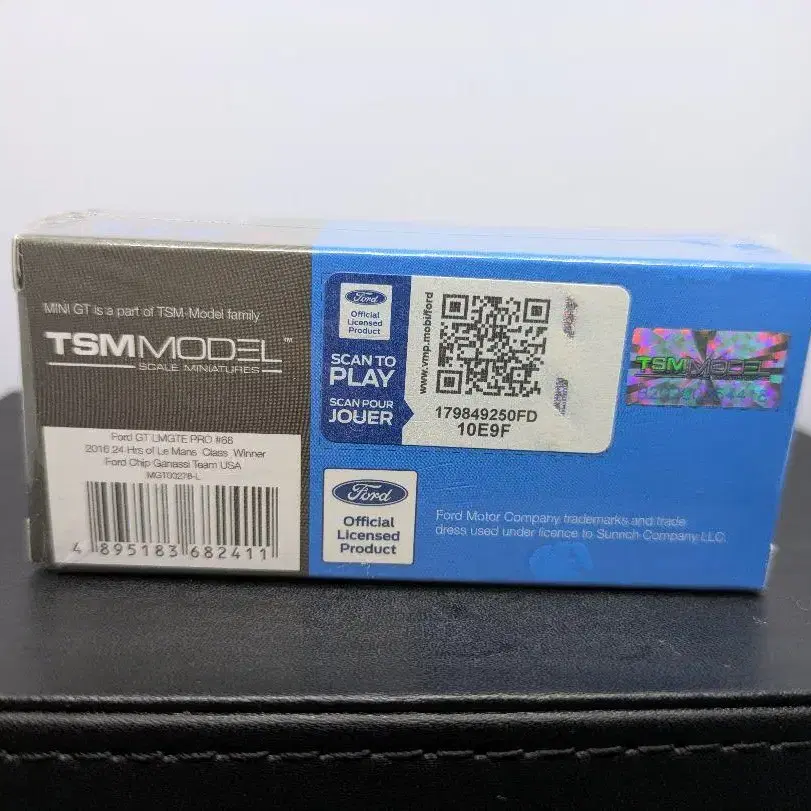 MINI GT is a part of TSM-Model family
TSMMODEL™
SCALE MINIATURES
Ford GT LMGTE PRO #68
2016 24 Hrs of Le Mans Class Winner
Ford Chip Ganassi Team USA
4 895183 682411
Ford
Official
Licensed
Product
SCAN TO
PLAY
SCAN POUR
JOUER
www.vmp.mobi/ford
179849250FD
10E9F
TSMMODEL
Ford
Official
Licensed
Product
Ford Motor Company trademarks and trade
dress used under licence to Sunrich Company LLC.